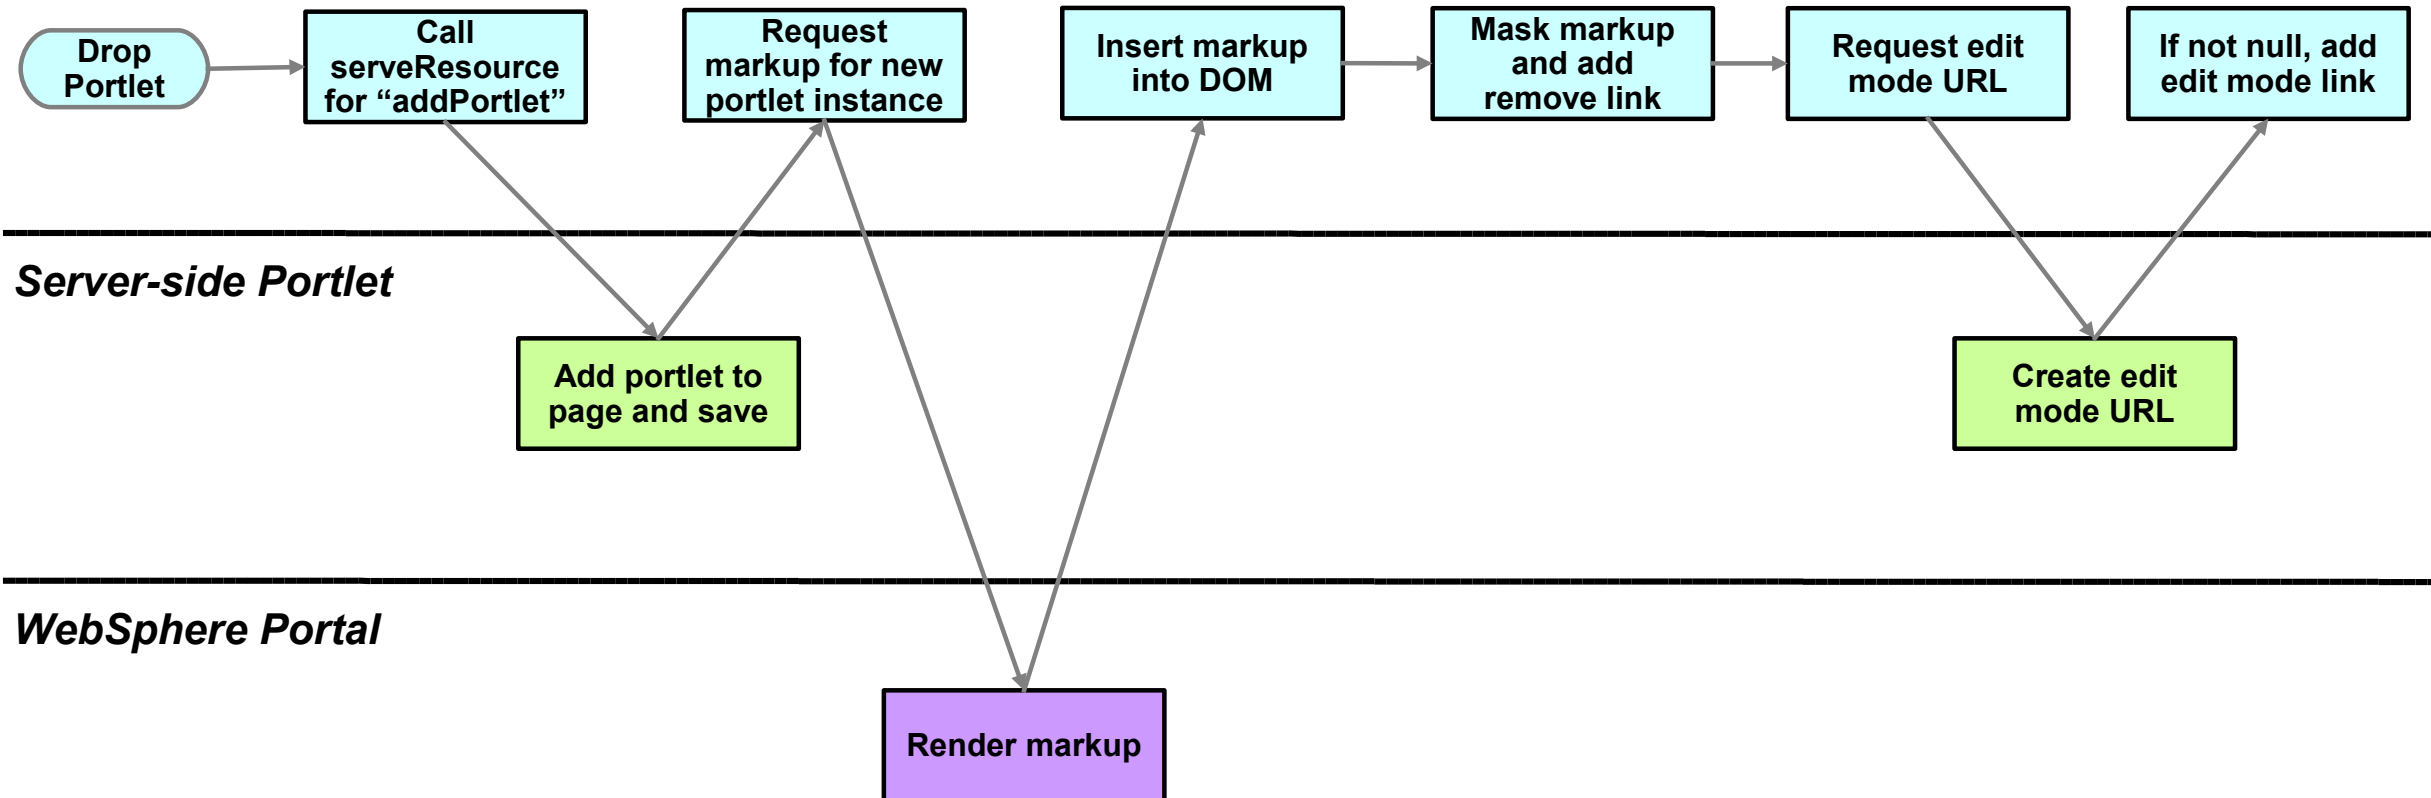 Drop
Portlet
Call
serveResource
for “addPortlet”
Request
markup for new
portlet instance
Insert markup
into DOM
Mask markup
and add
remove link
Request edit
mode URL
If not null, add
edit mode link
Server-side Portlet
Add portlet to
page and save
Create edit
mode URL
WebSphere Portal
Render markup